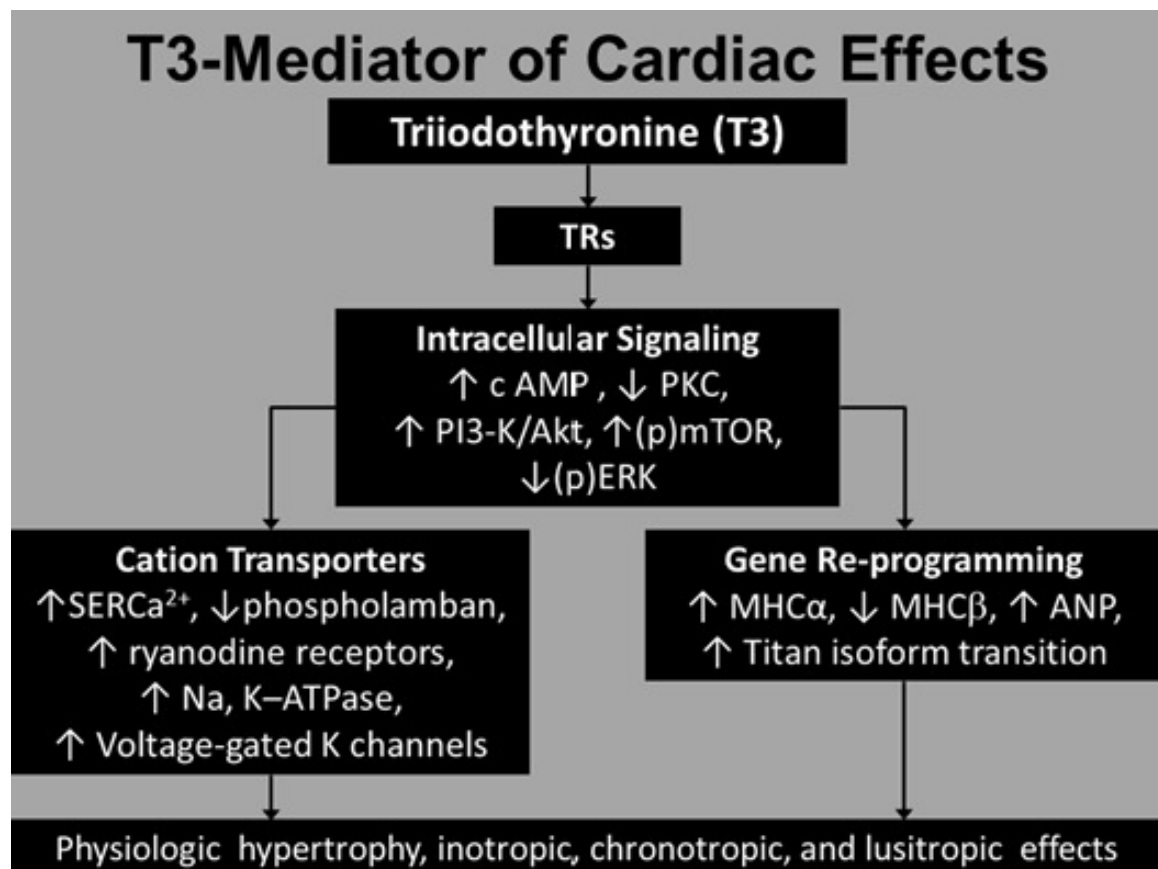 T3-Mediator of Cardiac Effects
Triiodothyronine (T3)
TRs
Intracellular Signaling
↑ c AMP , ↓ PKC,
↑ PI3-K/Akt, ↑(p)mTOR,
↓(p)ERK
Cation Transporters
↑SERCa²⁺, ↓phospholamban,
↑ ryanodine receptors,
↑ Na, K–ATPase,
↑ Voltage-gated K channels
Gene Re-programming
↑ MHCα, ↓ MHCβ, ↑ ANP,
↑ Titan isoform transition
Physiologic hypertrophy, inotropic, chronotropic, and lusitropic effects